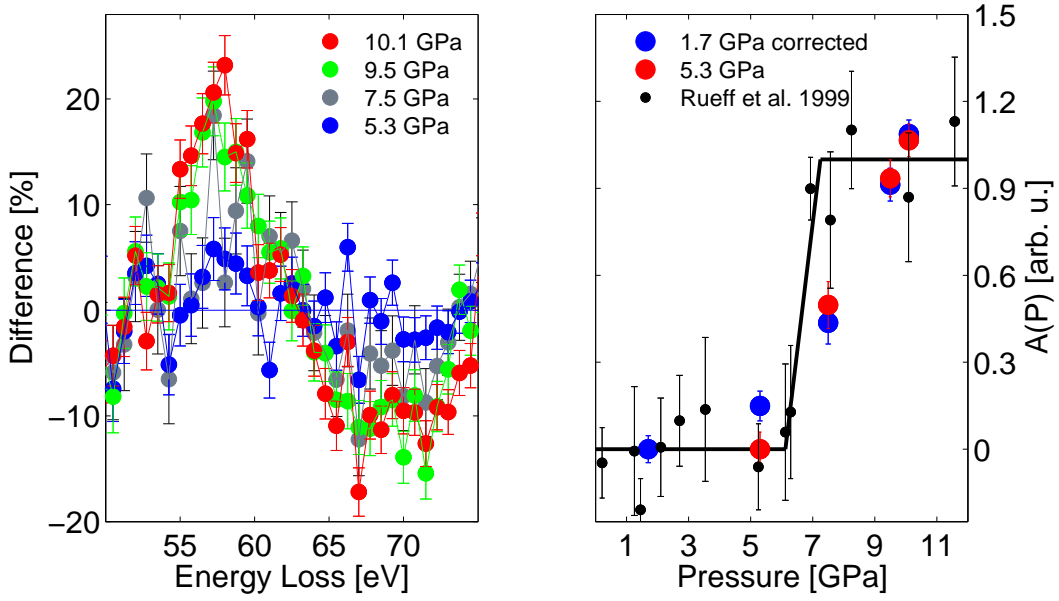 Difference [%]
20
10
0
−10
−20
10.1 GPa
9.5 GPa
7.5 GPa
5.3 GPa
55 60 65 70
Energy Loss [eV]
1.7 GPa corrected
5.3 GPa
Rueff et al. 1999
1.5
1.2
0.9
0.6
0.3
0
A(P) [arb. u.]
1 3 5 7 9 11
Pressure [GPa]